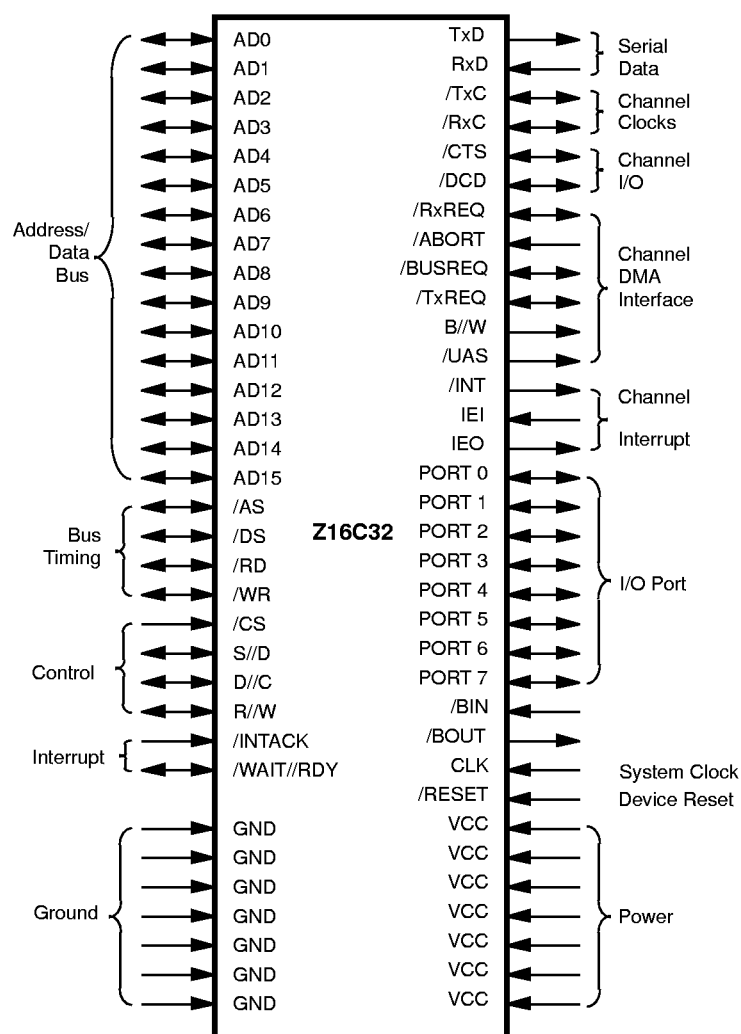 AD0 TxD
Serial
AD1 RxD
Data
AD2 /TxC
Channel
AD3 /RxC
Clocks
AD4 /CTS
Channel
AD5 /DCD
I/O
AD6 /RxREQ
Address/
Data
Bus
AD7 /ABORT
Channel
DMA
Interface
AD8 /BUSREQ
AD9 /TxREQ
AD10 B//W
AD11 /UAS
AD12 /INT
Channel
AD13 IEI
Interrupt
AD14 IEO
AD15 PORT 0
/AS PORT 1
Bus
Timing
/DS Z16C32 PORT 2
/RD PORT 3
I/O Port
/WR PORT 4
/CS PORT 5
S//D PORT 6
Control
D//C PORT 7
R//W /BIN
/INTACK /BOUT
Interrupt
/WAIT//RDY CLK System Clock
/RESET Device Reset
GND VCC
GND VCC
GND VCC
Ground
GND VCC
Power
GND VCC
GND VCC
GND VCC